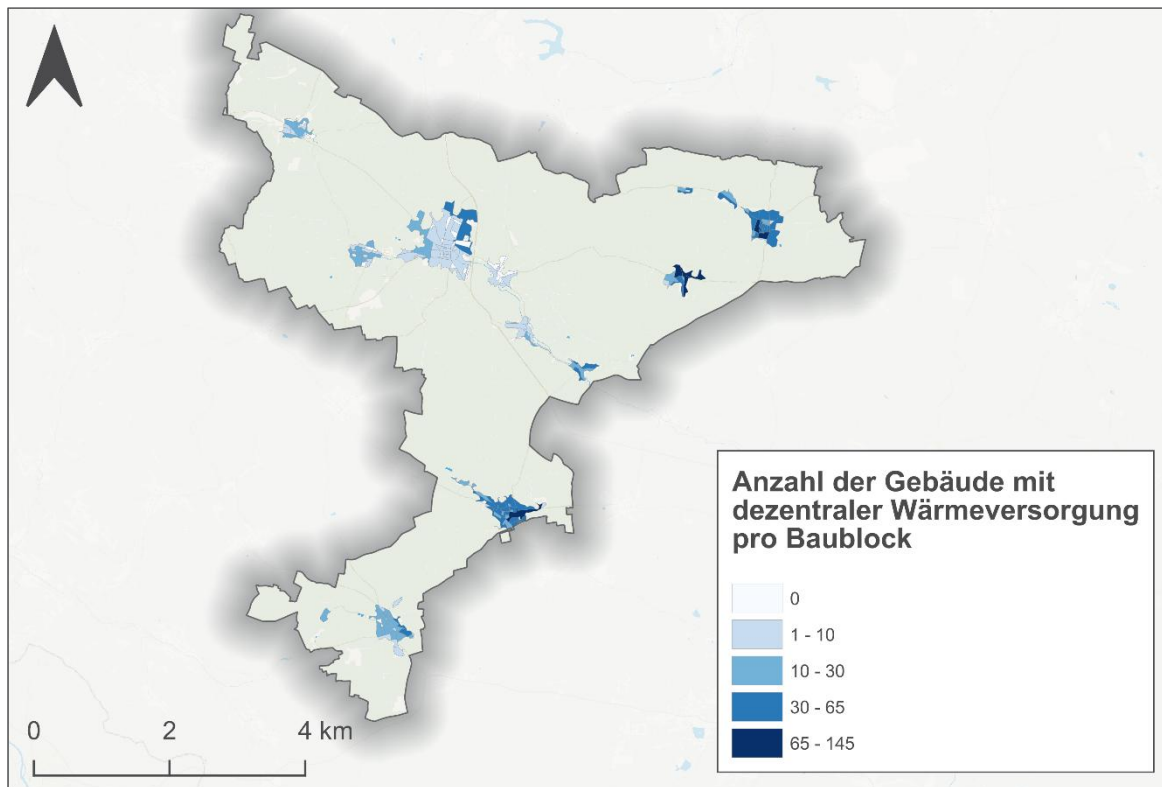 Anzahl der Gebäude mit
dezentraler Wärmeversorgung
pro Baublock
0
1 - 10
10 - 30
30 - 65
65 - 145
0 2 4 km